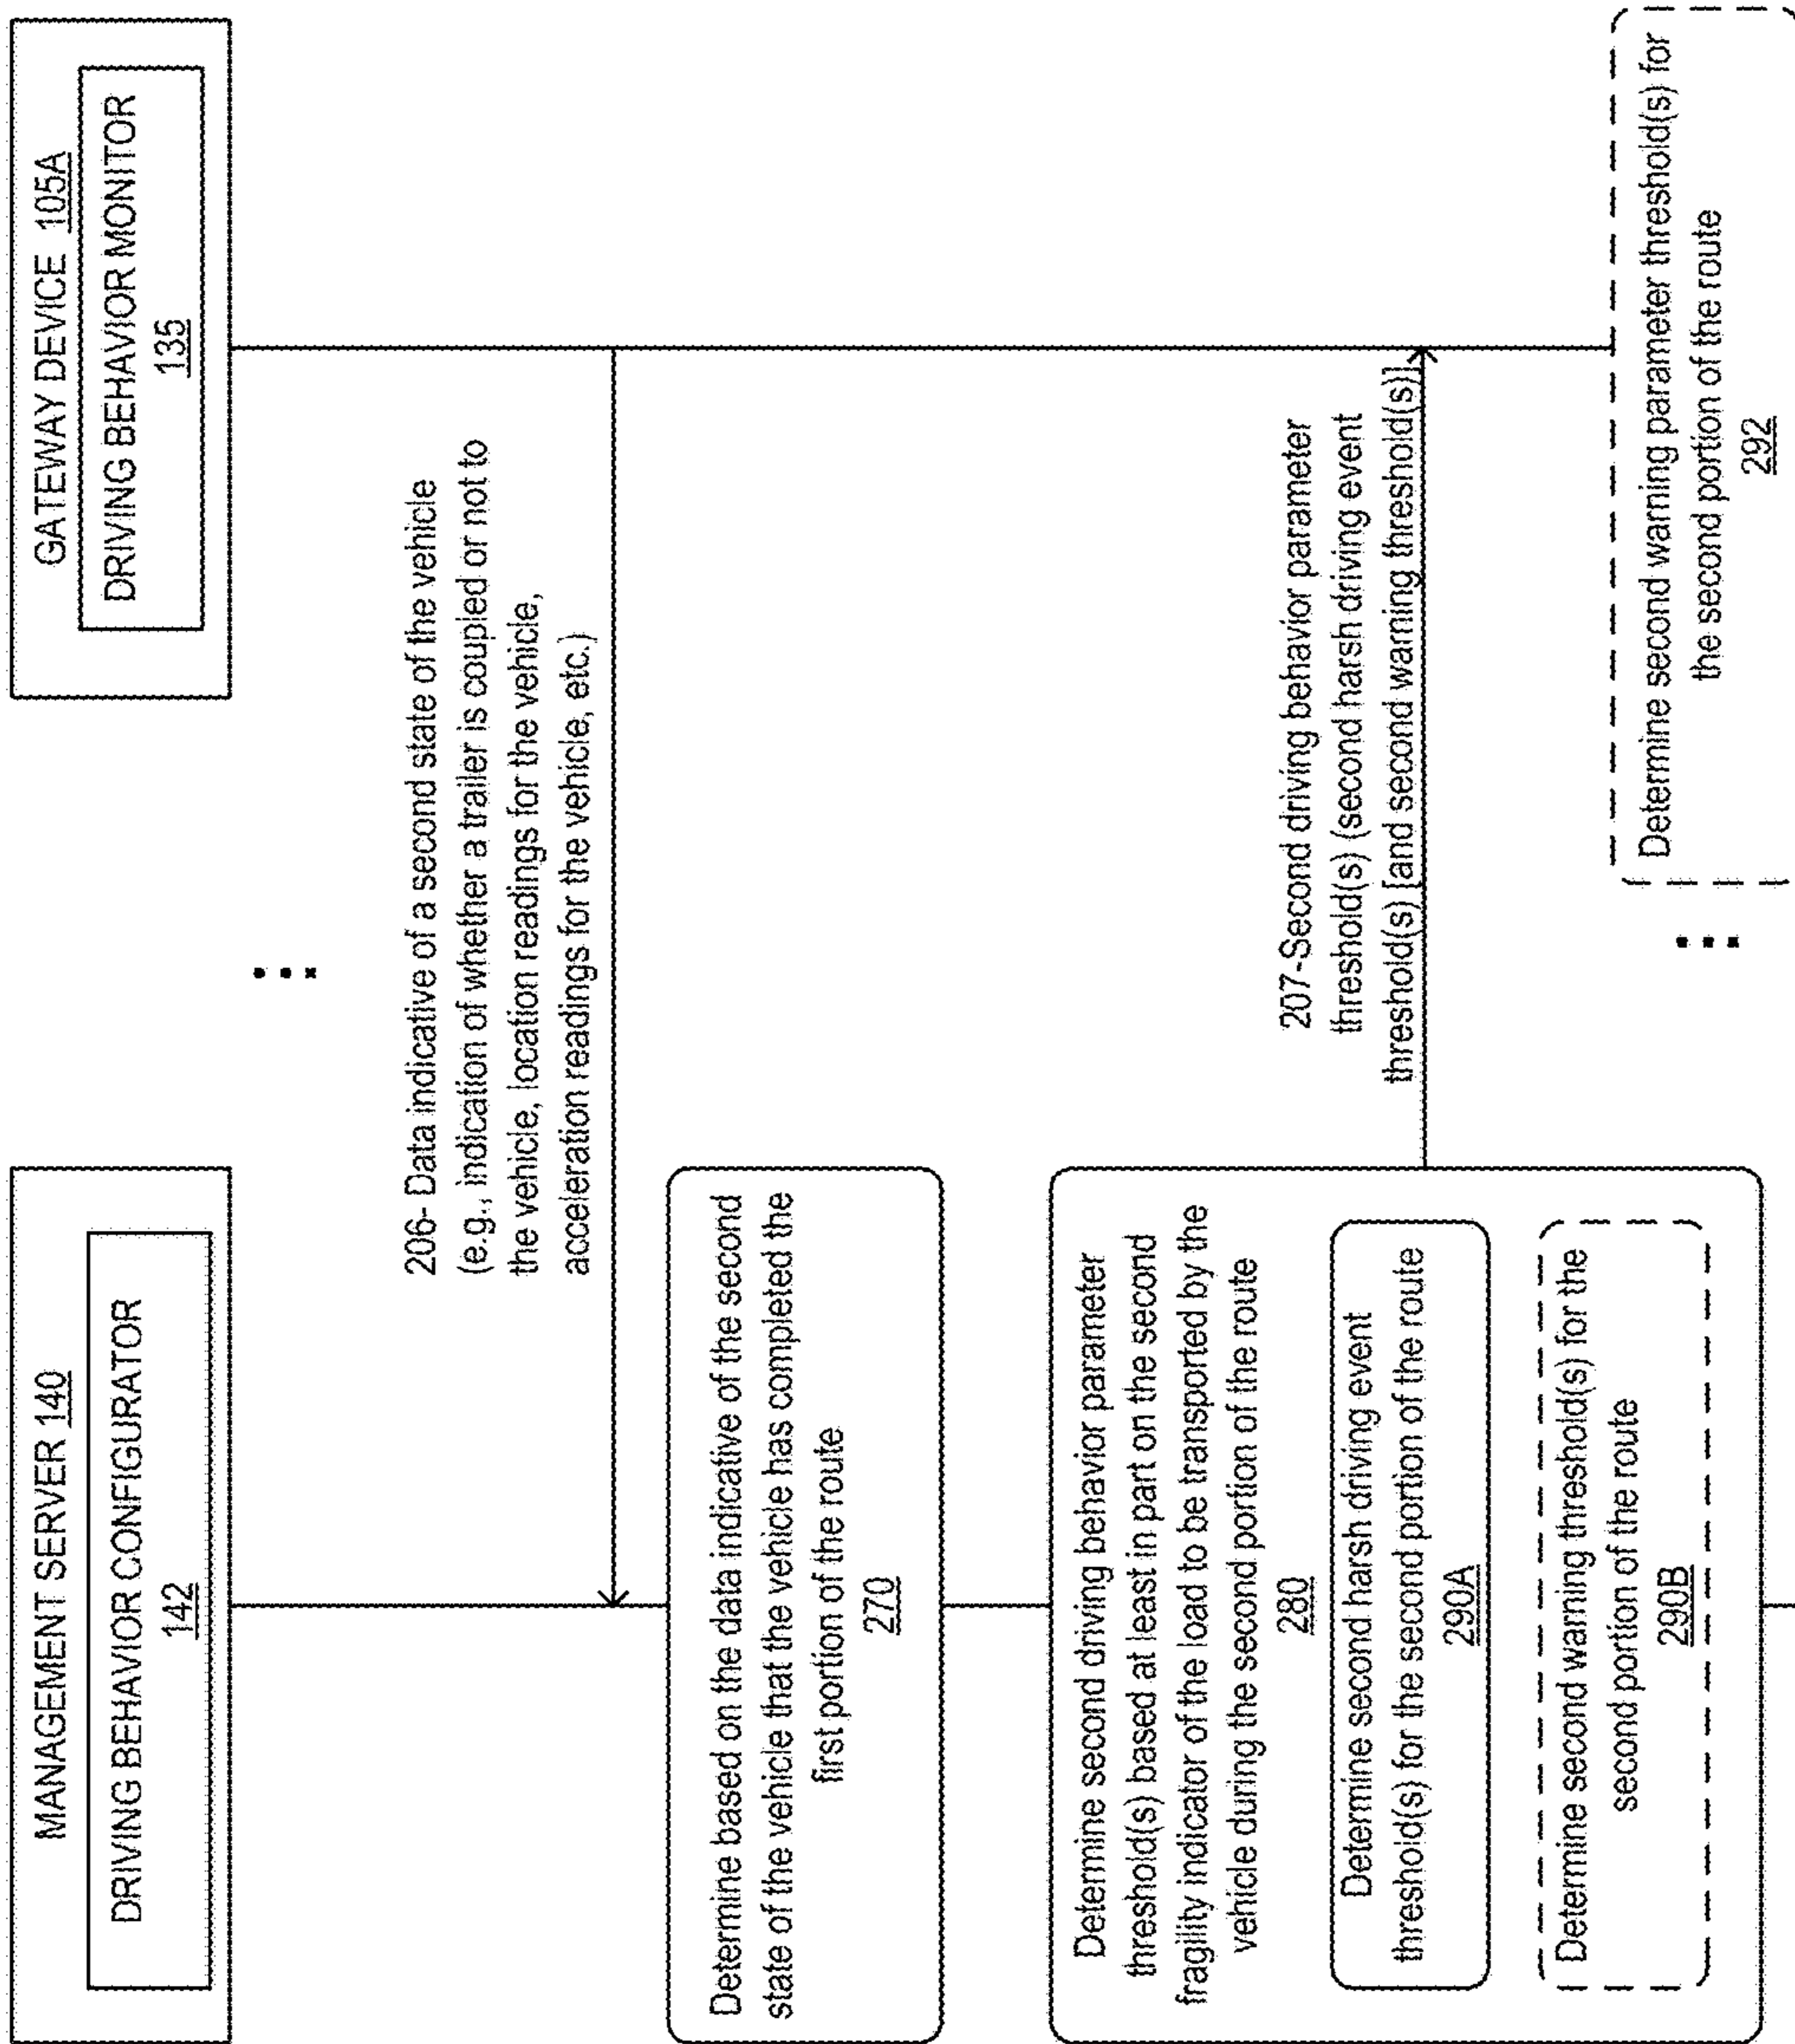 MANAGEMENT SERVER 140
DRIVING BEHAVIOR CONFIGURATOR
142
GATEWAY DEVICE 105A
DRIVING BEHAVIOR MONITOR
135
206- Data indicative of a second state of the vehicle
(e.g., indication of whether a trailer is coupled or not to
the vehicle, location readings for the vehicle,
acceleration readings for the vehicle, etc.)
Determine based on the data indicative of the second
state of the vehicle that the vehicle has completed the
first portion of the route
270
Determine second driving behavior parameter
threshold(s) based at least in part on the second
fragility indicator of the load to be transported by the
vehicle during the second portion of the route
280
Determine second harsh driving event
threshold(s) for the second portion of the route
290A
Determine second warning threshold(s) for the
second portion of the route
290B
207-Second driving behavior parameter
threshold(s) (second harsh driving event
threshold(s) [and second warning threshold(s)]
Determine second warning parameter threshold(s) for
the second portion of the route
292